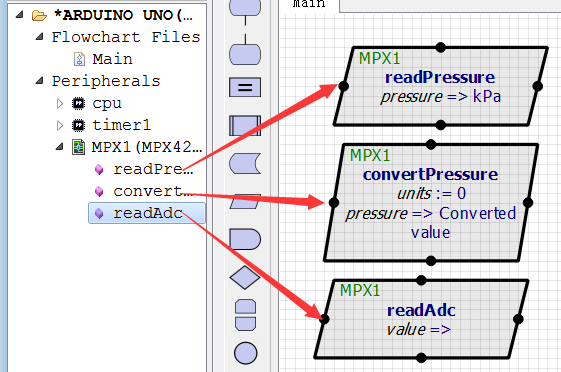 *ARDUINO UNO(...
Flowchart Files
Main
Peripherals
cpu
timer1
MPX1(MPX42...
readPre...
convert...
readAdc
main
MPX1
readPressure
pressure => kPa
MPX1
convertPressure
units := 0
pressure => Converted
value
MPX1
readAdc
value =>